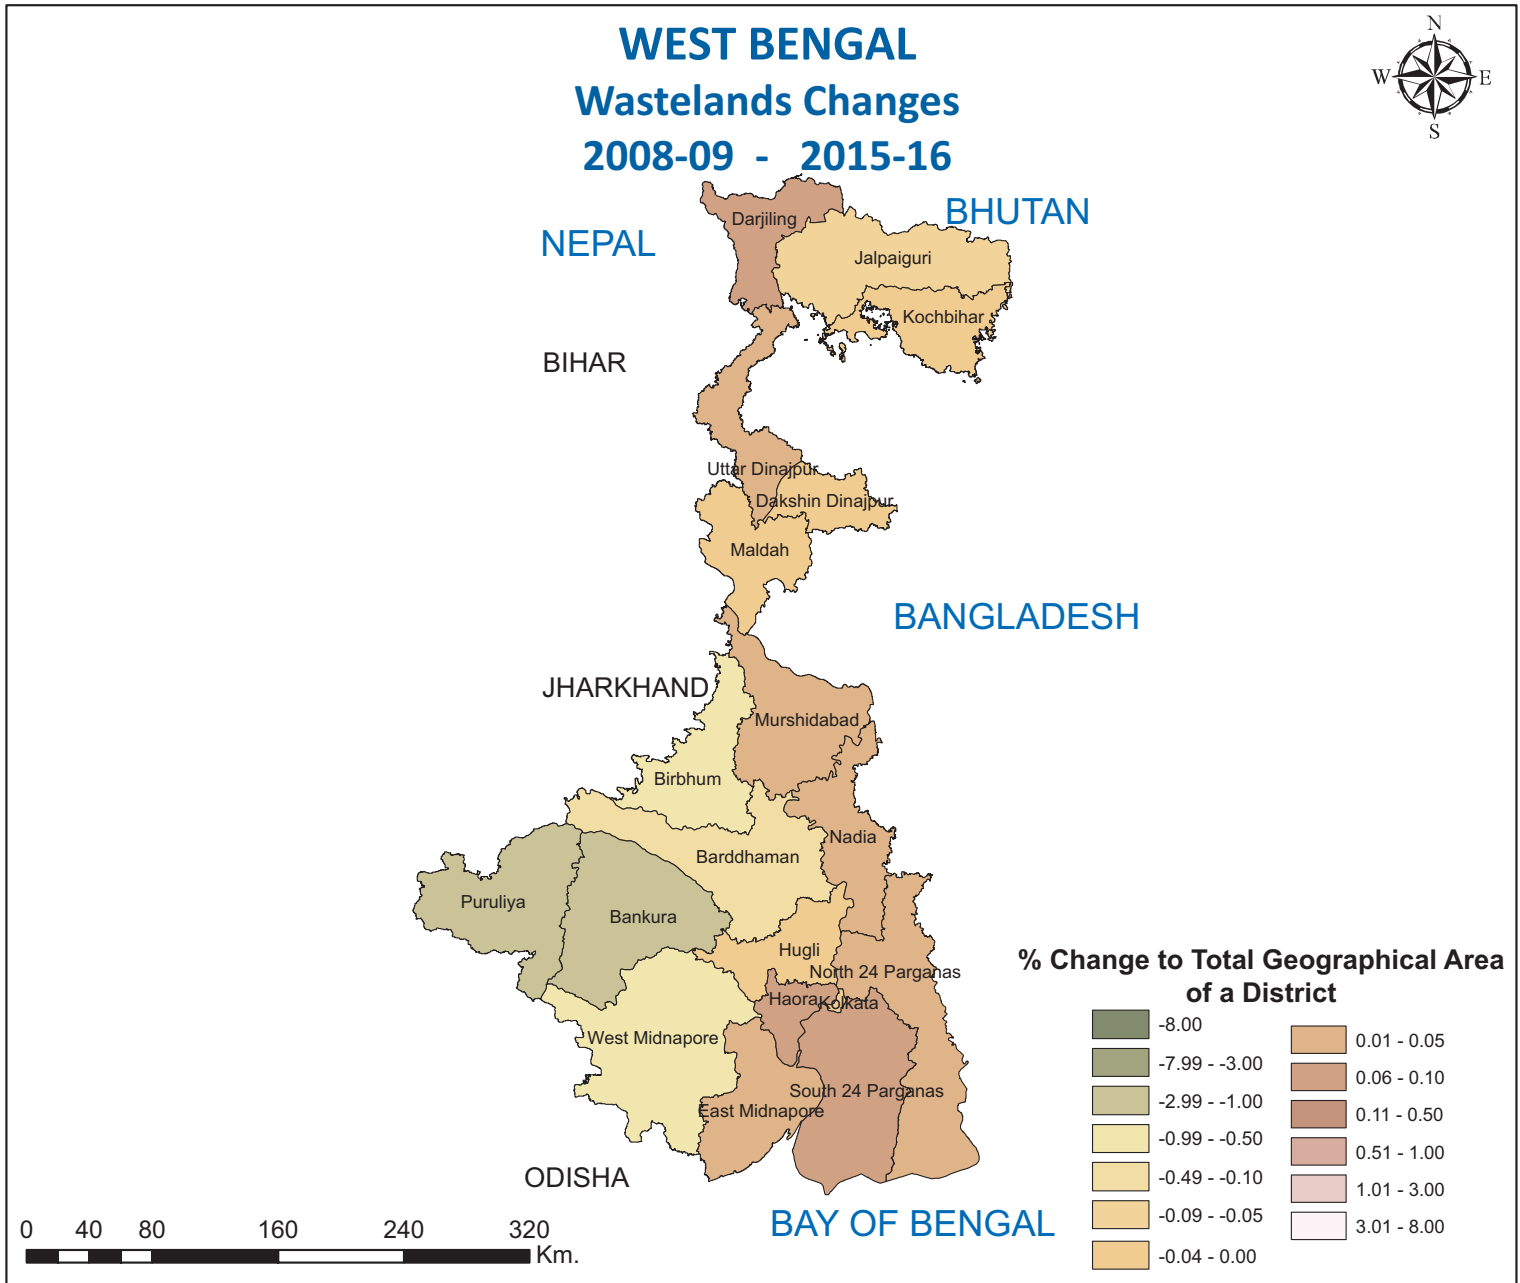 WEST BENGAL
Wastelands Changes
2008-09 - 2015-16
N
W E
S
BHUTAN
NEPAL
Darjiling
Jalpaiguri
Kochbihar
BIHAR
Uttar Dinajpur
Dakshin Dinajpur
Maldah
BANGLADESH
JHARKHAND
Murshidabad
Birbhum
Nadia
Barddhaman
Puruliya
Bankura
Hugli
North 24 Parganas
Haora
Kolkata
West Midnapore
South 24 Parganas
East Midnapore
ODISHA
BAY OF BENGAL
% Change to Total Geographical Area
of a District
-8.00
-7.99 - -3.00
-2.99 - -1.00
-0.99 - -0.50
-0.49 - -0.10
-0.09 - -0.05
-0.04 - 0.00
0.01 - 0.05
0.06 - 0.10
0.11 - 0.50
0.51 - 1.00
1.01 - 3.00
3.01 - 8.00
0 40 80 160 240 320
Km.